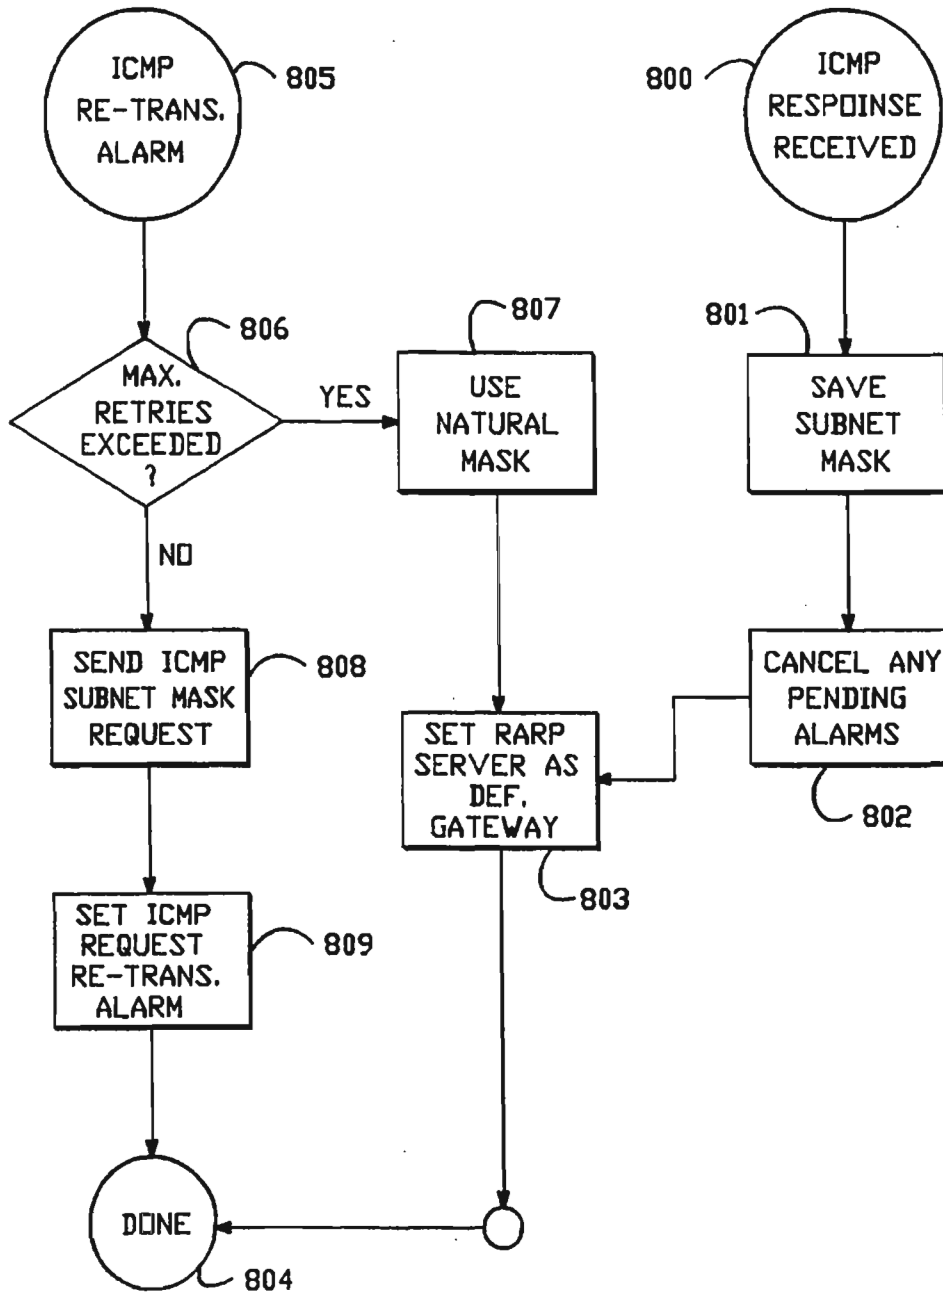 ICMP
RE-TRANS.
ALARM
805
800
ICMP
RESPOINSE
RECEIVED
806
MAX.
RETRIES
EXCEEDED
?
YES
NO
807
USE
NATURAL
MASK
801
SAVE
SUBNET
MASK
SEND ICMP
SUBNET MASK
REQUEST
808
SET RARP
SERVER AS
DEF.
GATEWAY
803
CANCEL ANY
PENDING
ALARMS
802
SET ICMP
REQUEST
RE-TRANS.
ALARM
809
DONE
804